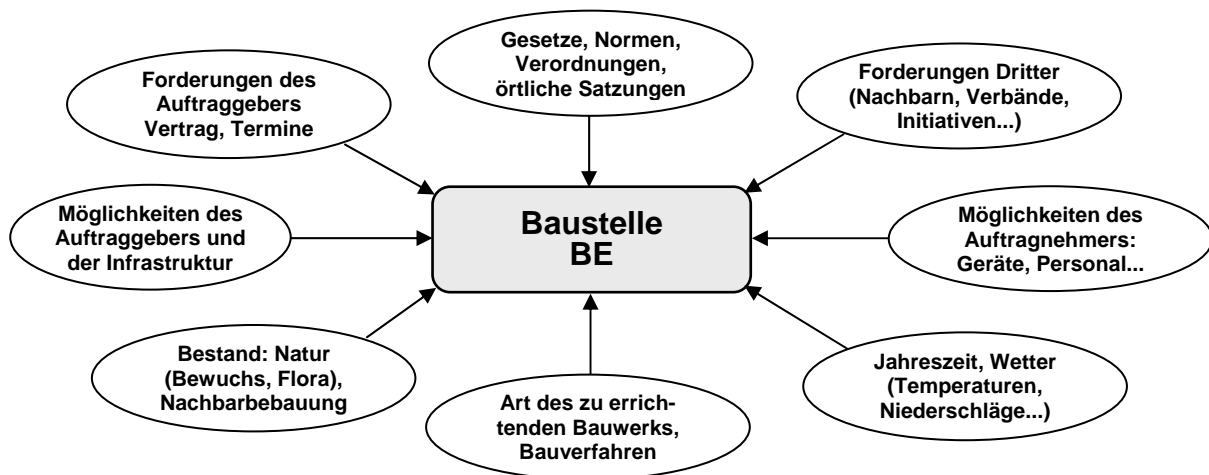 Gesetze, Normen,
Verordnungen,
örtliche Satzungen
Forderungen des
Auftraggebers
Vertrag, Termine
Forderungen Dritter
(Nachbarn, Verbände,
Initiativen...)
Möglichkeiten des
Auftraggebers und
der Infrastruktur
Baustelle
BE
Möglichkeiten des
Auftragnehmers:
Geräte, Personal...
Bestand: Natur
(Bewuchs, Flora),
Nachbarbebauung
Art des zu errich-
tenden Bauwerks,
Bauverfahren
Jahreszeit, Wetter
(Temperaturen,
Niederschläge...)